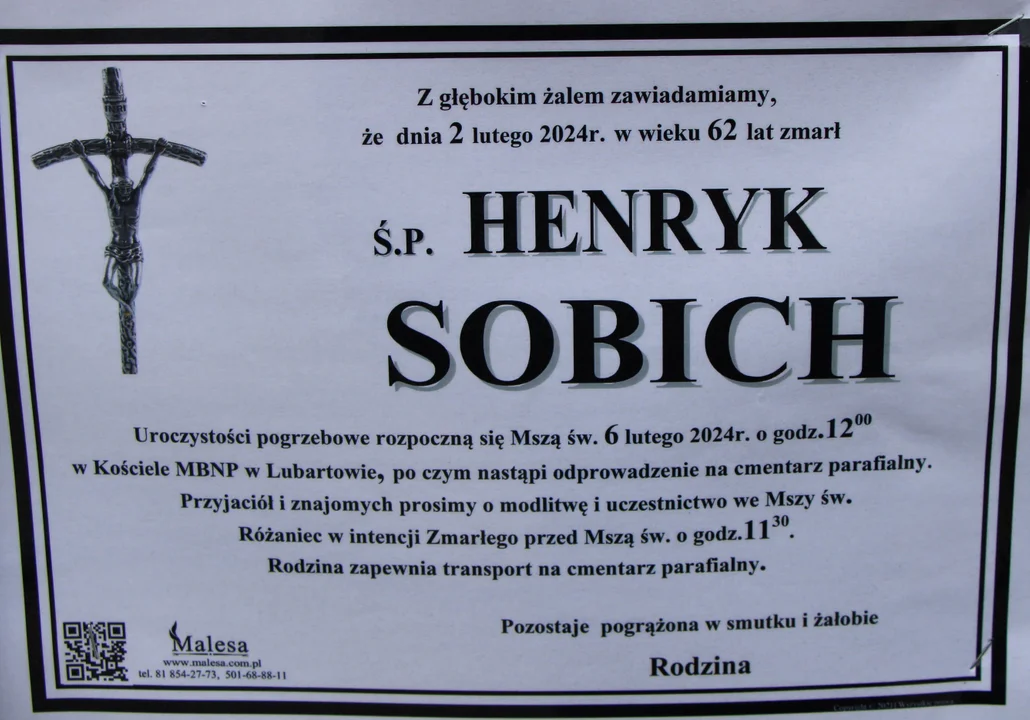 Z głębokim żalem zawiadamiamy,
że dnia 2 lutego 2024r. w wieku 62 lat zmarł
Ś.P. HENRYK
SOBICH
Uroczystości pogrzebowe rozpoczną się Mszą św. 6 lutego 2024r. o godz.12⁰⁰
w Kościele MBNP w Lubartowie, po czym nastąpi odprowadzenie na cmentarz parafialny.
Przyjaciół i znajomych prosimy o modlitwę i uczestnictwo we Mszy św.
Różaniec w intencji Zmarłego przed Mszą św. o godz.11³⁰.
Rodzina zapewnia transport na cmentarz parafialny.
Pozostaje pogrążona w smutku i żałobie
Rodzina
Malesa
www.malesa.com.pl
tel. 81 854-27-73, 501-68-88-11